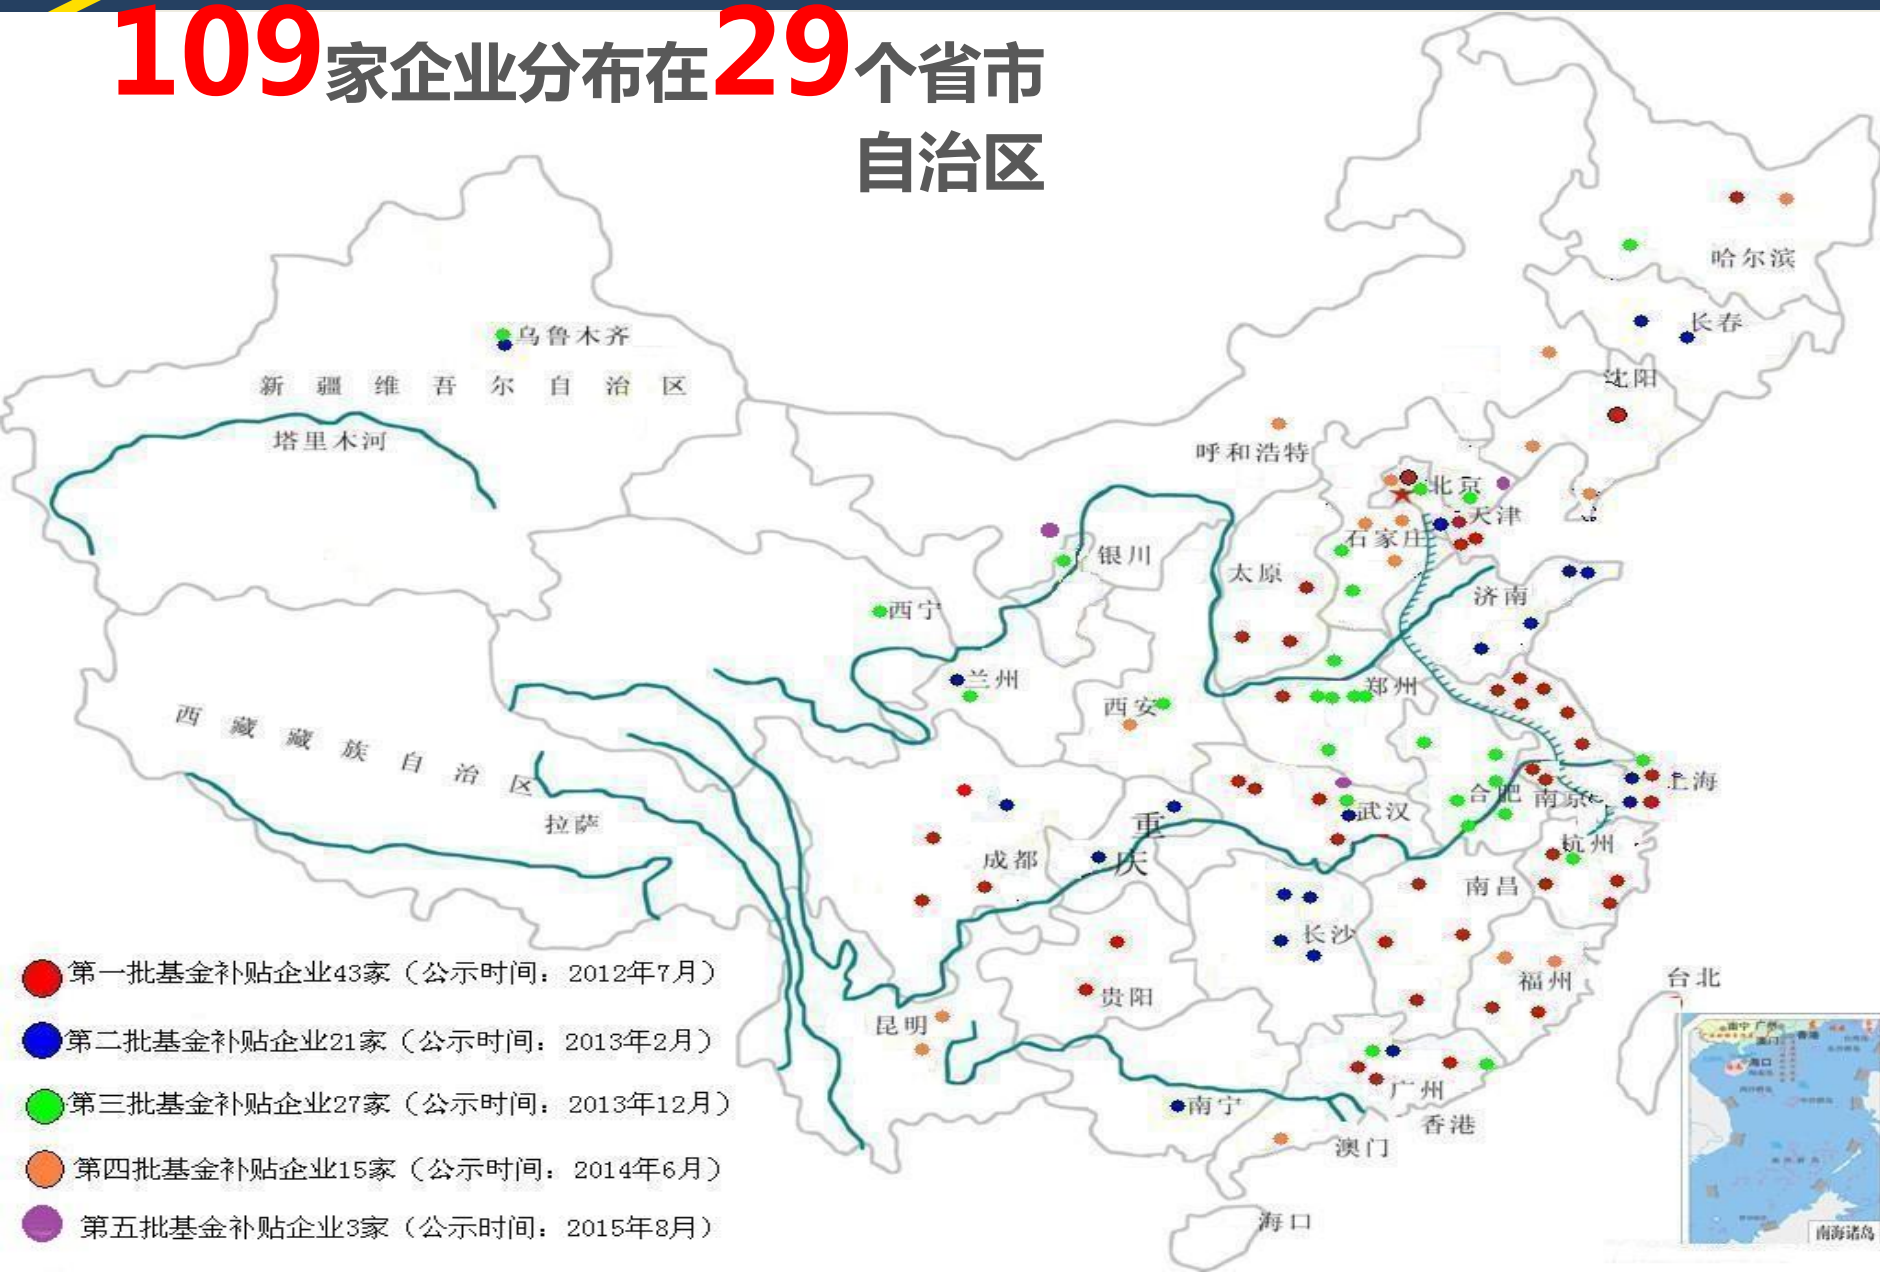 109家企业分布在29个省市
自治区
哈尔滨
长春
乌鲁木齐
沈阳
新疆维吾尔自治区
塔里木河
呼和浩特
北京
天津
石家庄
银川
太原
济南
西宁
兰州
郑州
西安
西藏藏族自治区
上海
合肥
南京
武汉
拉萨
重庆
杭州
成都
南昌
长沙
第一批基金补贴企业43家（公示时间：2012年7月）
福州
台北
贵阳
昆明
第二批基金补贴企业21家（公示时间：2013年2月）
南宁 广州
香港
澳门
海口
广州
第三批基金补贴企业27家（公示时间：2013年12月）
南宁
香港
澳门
第四批基金补贴企业15家（公示时间：2014年6月）
海口
第五批基金补贴企业3家（公示时间：2015年8月）
南海诸岛